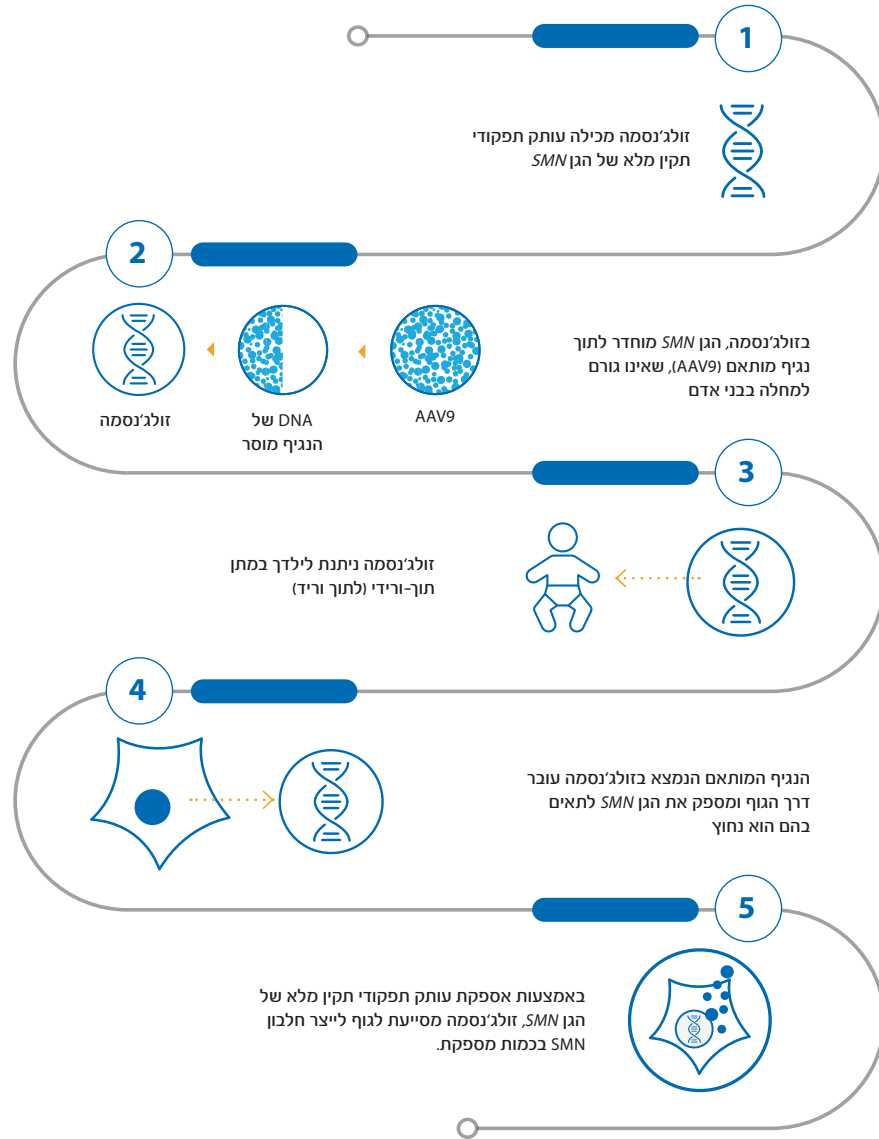 1
זולג'נסמה מכילה עותק תפקודי
תקין מלא של הגן SMN
2
בזולג'נסמה, הגן SMN מוחדר לתוך
נגיף מותאם (AAV9), שאינו גורם
למחלה בבני אדם
AAV9
DNA של
הנגיף מוסר
זולג'נסמה
3
זולג'נסמה ניתנת לילדך במתן
תוך-ורידי (לתוך וריד)
4
הנגיף המותאם הנמצא בזולג'נסמה עובר
דרך הגוף ומספק את הגן SMN לתאים
בהם הוא נחוץ
5
באמצעות אספקת עותק תפקודי תקין מלא של
הגן SMN, זולג'נסמה מסייעת לגוף לייצר חלבון
SMN בכמות מספקת.